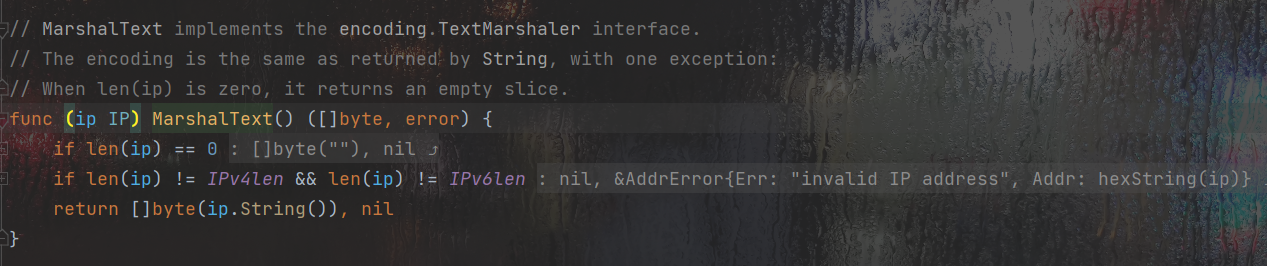 // MarshalText implements the encoding.TextMarshaler interface.
// The encoding is the same as returned by String, with one exception:
// When len(ip) is zero, it returns an empty slice.
func (ip IP) MarshalText() ([]byte, error) {
    if len(ip) == 0 : []byte(""), nil ⤴
    if len(ip) != IPv4len && len(ip) != IPv6len : nil, &AddrError{Err: "invalid IP address", Addr: hexString(ip)}
    return []byte(ip.String()), nil
}